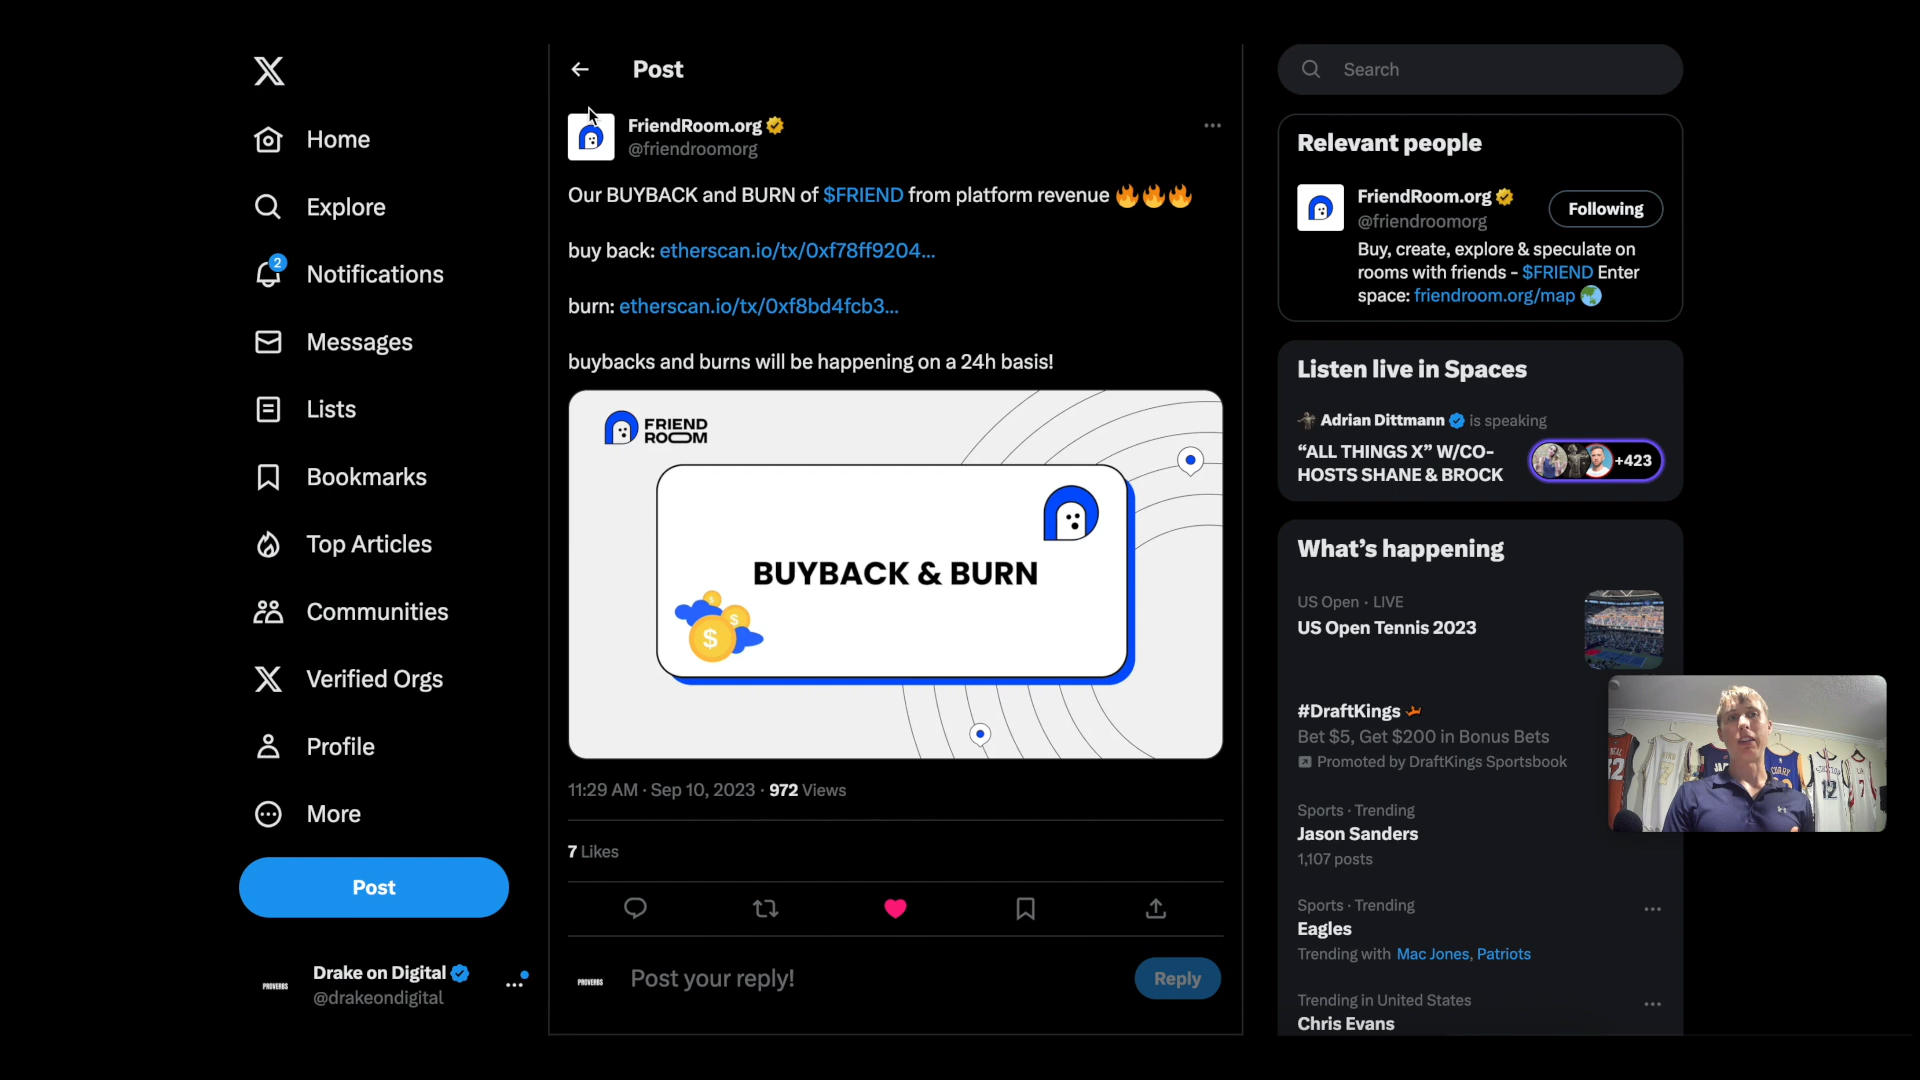 Home
Explore
2
Notifications
Messages
Lists
Bookmarks
Top Articles
Communities
Verified Orgs
Profile
More
Post
Drake on Digital
@drakeondigital
Post
FriendRoom.org
@friendroomorg
Our BUYBACK and BURN of $FRIEND from platform revenue 🔥🔥🔥
buy back: etherscan.io/tx/0xf78ff9204...
burn: etherscan.io/tx/0xf8bd4fcb3...
buybacks and burns will be happening on a 24h basis!
FRIEND
ROOM
BUYBACK & BURN
11:29 AM · Sep 10, 2023 · 972 Views
7 Likes
PROVERBS
PROVERBS
Post your reply!
Reply
Search
Relevant people
FriendRoom.org
@friendroomorg
Following
Buy, create, explore & speculate on
rooms with friends - $FRIEND Enter
space: friendroom.org/map 🌏
Listen live in Spaces
Adrian Dittmann is speaking
“ALL THINGS X” W/CO-
HOSTS SHANE & BROCK
+423
What’s happening
US Open · LIVE
US Open Tennis 2023
#DraftKings
Bet $5, Get $200 in Bonus Bets
Promoted by DraftKings Sportsbook
Sports · Trending
Jason Sanders
1,107 posts
Sports · Trending
Eagles
Trending with Mac Jones, Patriots
Trending in United States
Chris Evans
CURRY
12
7